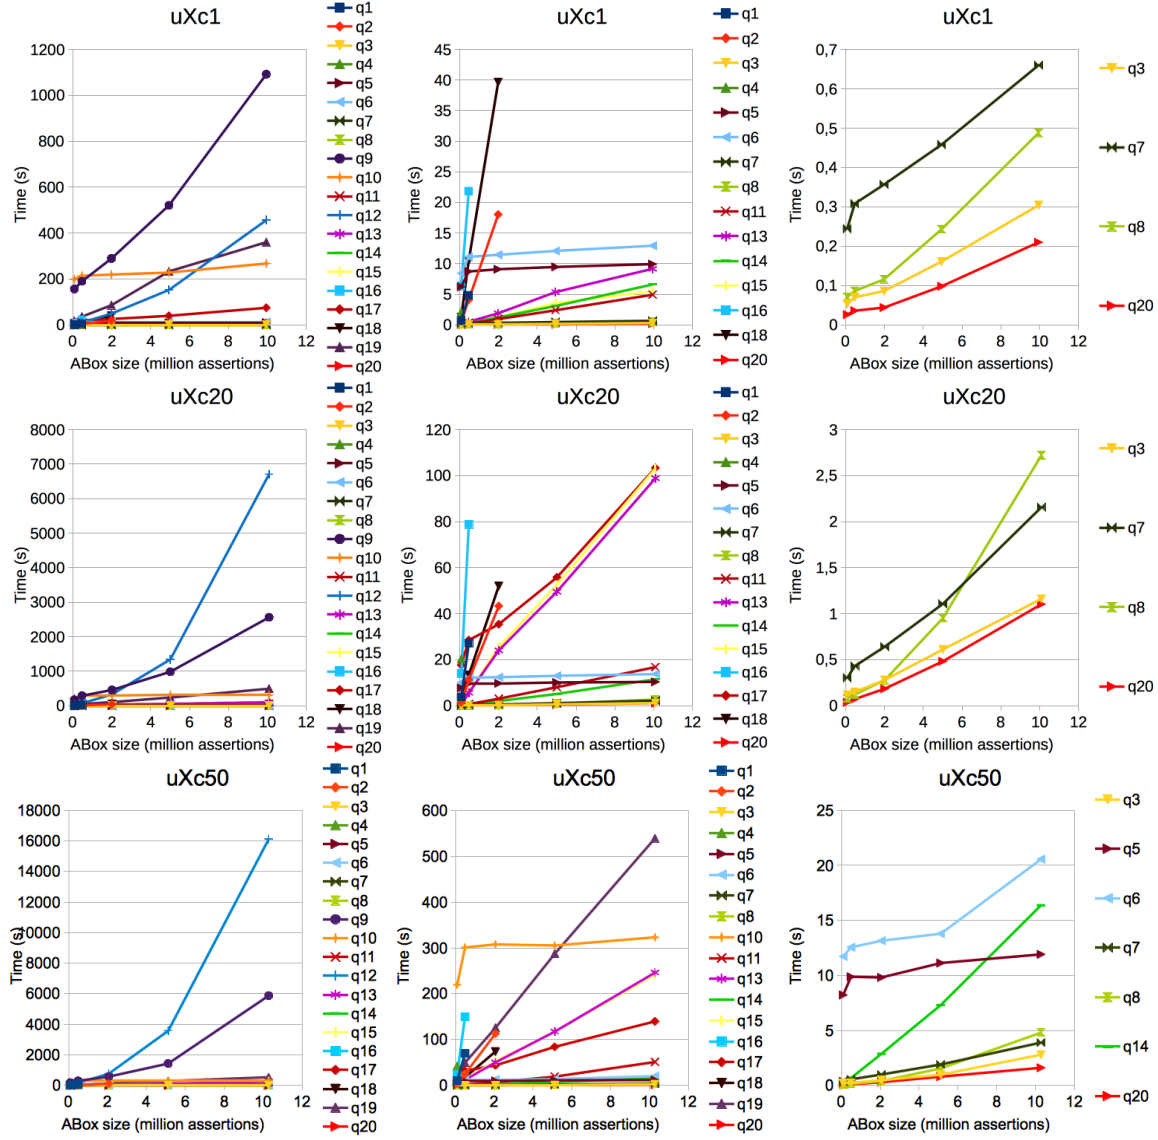 uXc1
1200
1000
800
600
400
200
0
Time (s)
0 2 4 6 8 10 12
ABox size (million assertions)
q1
q2
q3
q4
q5
q6
q7
q8
q9
q10
q11
q12
q13
q14
q15
q16
q17
q18
q19
q20
uXc1
45
40
35
30
25
20
15
10
5
0
Time (s)
0 2 4 6 8 10 12
ABox size (million assertions)
q1
q2
q3
q4
q5
q6
q7
q8
q11
q13
q14
q15
q16
q18
q20
uXc1
0,7
0,6
0,5
0,4
0,3
0,2
0,1
0
Time (s)
0 2 4 6 8 10 12
ABox size (million assertions)
q3
q7
q8
q20
uXc20
8000
7000
6000
5000
4000
3000
2000
1000
0
Time (s)
0 2 4 6 8 10 12
ABox size (million assertions)
q1
q2
q3
q4
q5
q6
q7
q8
q9
q10
q11
q12
q13
q14
q15
q16
q17
q18
q19
q20
uXc20
120
100
80
60
40
20
0
Time (s)
0 2 4 6 8 10 12
ABox size (million assertions)
q1
q2
q3
q4
q5
q6
q7
q8
q11
q13
q14
q15
q16
q17
q18
q20
uXc20
3
2,5
2
1,5
1
0,5
0
Time (s)
0 2 4 6 8 10 12
ABox size (million assertions)
q3
q7
q8
q20
uXc50
18000
16000
14000
12000
10000
8000
6000
4000
2000
0
Time (s)
0 2 4 6 8 10 12
ABox size (million assertions)
q1
q2
q3
q4
q5
q6
q7
q8
q9
q10
q11
q12
q13
q14
q15
q16
q17
q18
q19
q20
uXc50
600
500
400
300
200
100
0
Time (s)
0 2 4 6 8 10 12
ABox size (million assertions)
q1
q2
q3
q4
q5
q6
q7
q8
q10
q11
q13
q14
q15
q16
q17
q18
q19
q20
uXc50
25
20
15
10
5
0
Time (s)
0 2 4 6 8 10 12
ABox size (million assertions)
q3
q5
q6
q7
q8
q14
q20